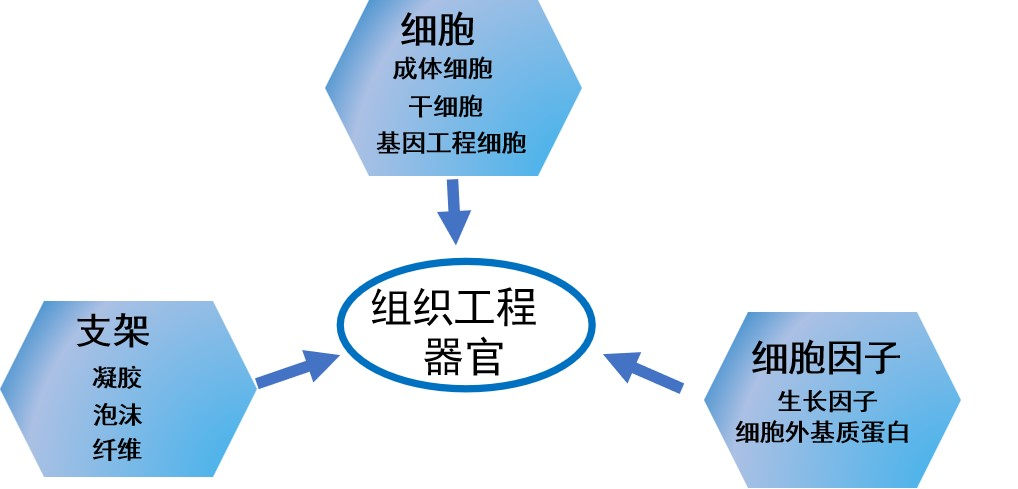 细胞
成体细胞
干细胞
基因工程细胞
组织工程
器官
支架
凝胶
泡沫
纤维
细胞因子
生长因子
细胞外基质蛋白